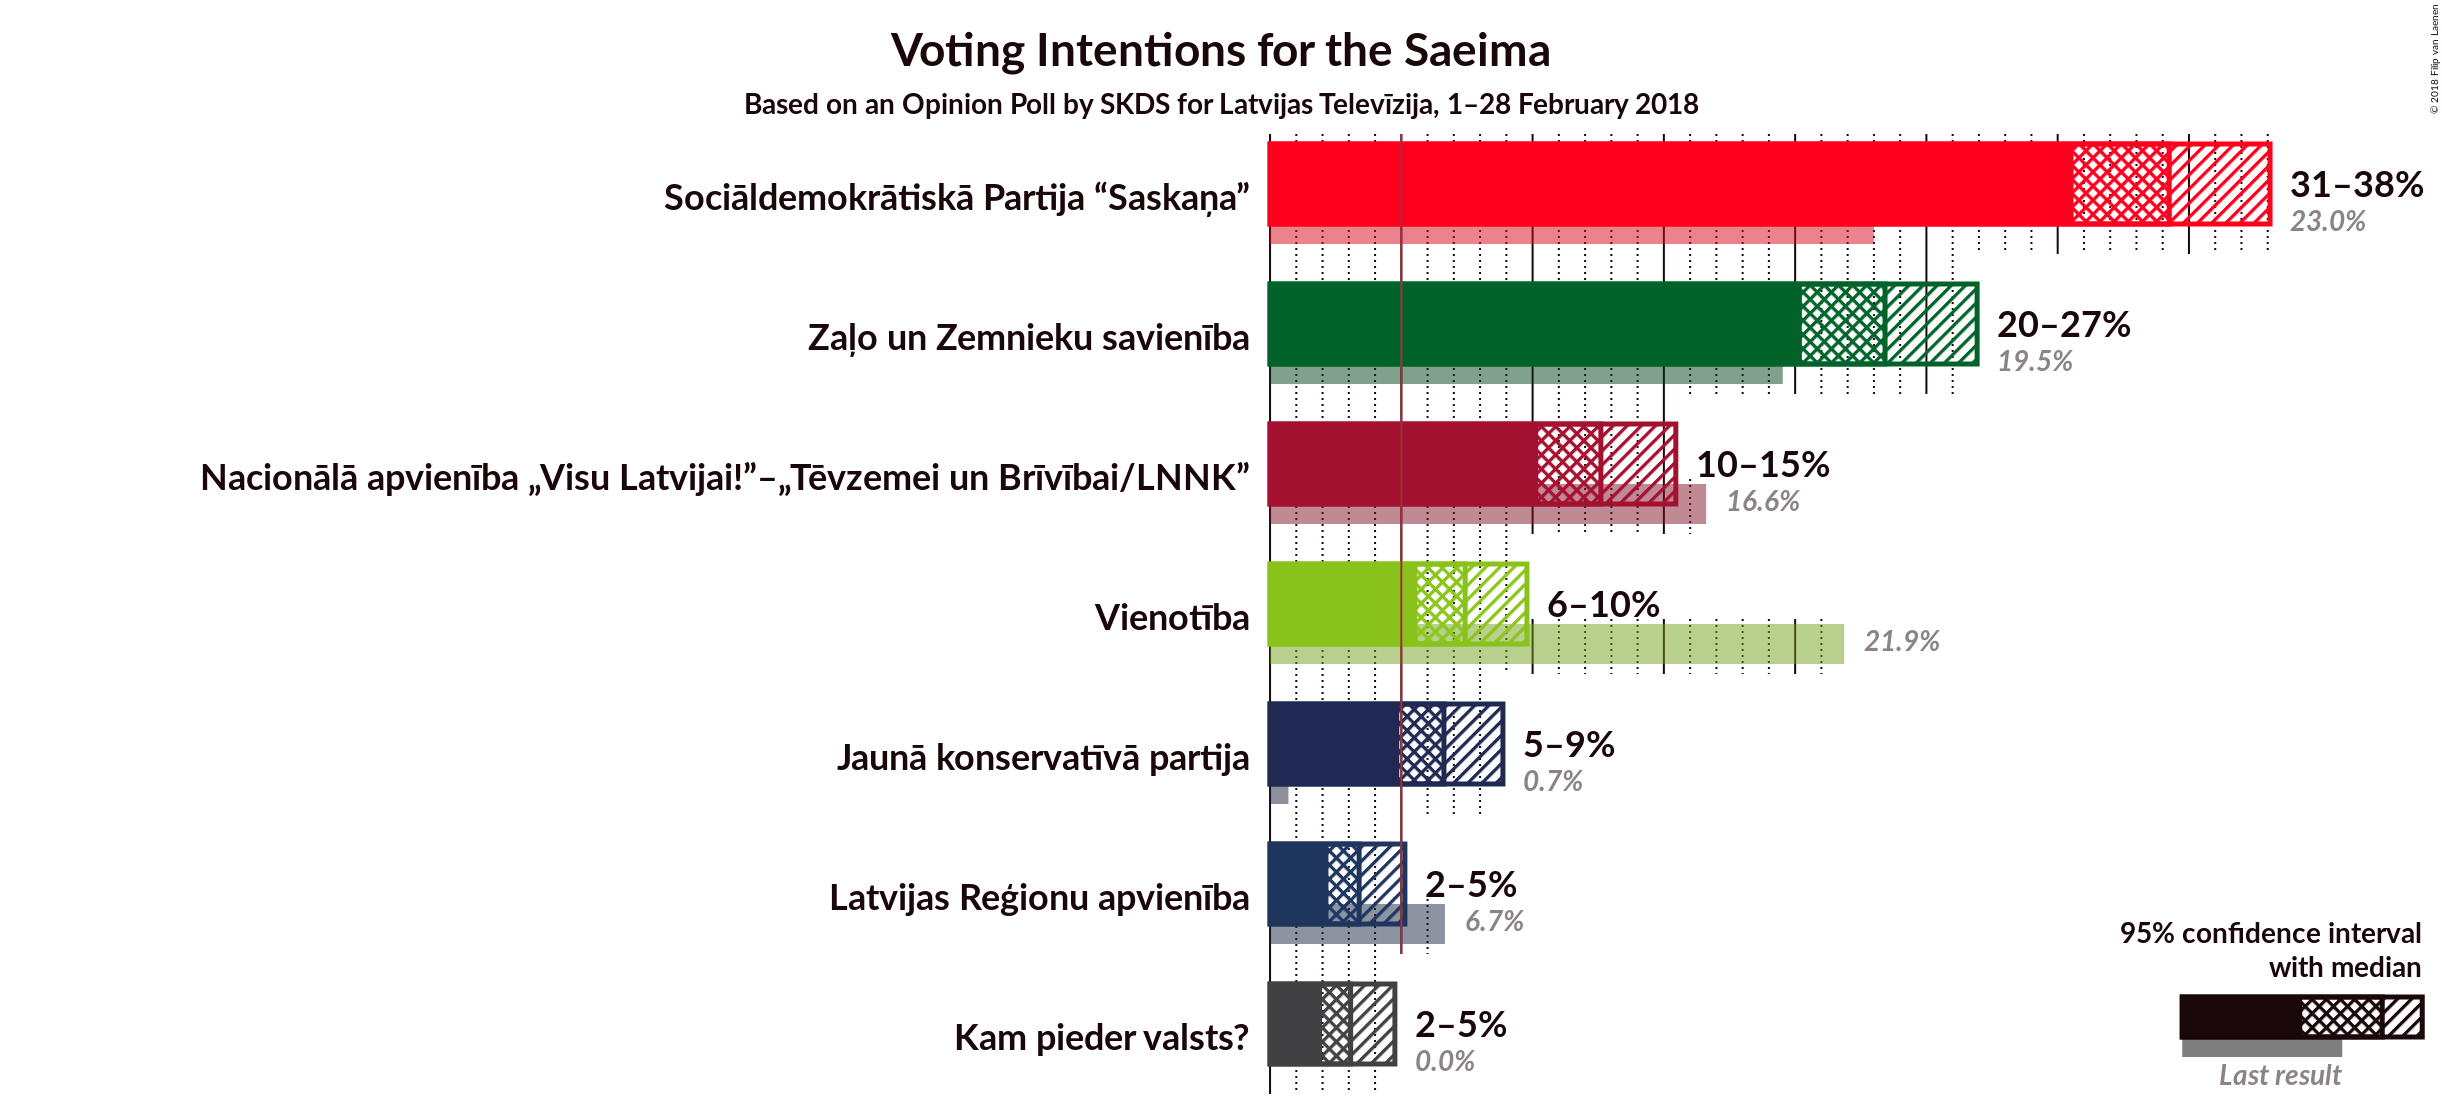 Voting Intentions for the Saeima
Based on an Opinion Poll by SKDS for Latvijas Televīzija, 1–28 February 2018
© 2018 Filip van Laenen
Sociāldemokrātiskā Partija “Saskaņa”
31–38%
23.0%
Zaļo un Zemnieku savienība
20–27%
19.5%
Nacionālā apvienība „Visu Latvijai!”–„Tēvzemei un Brīvībai/LNNK”
10–15%
16.6%
Vienotība
6–10%
21.9%
Jaunā konservatīvā partija
5–9%
0.7%
Latvijas Reģionu apvienība
2–5%
6.7%
Kam pieder valsts?
2–5%
0.0%
95% confidence interval
with median
Last result